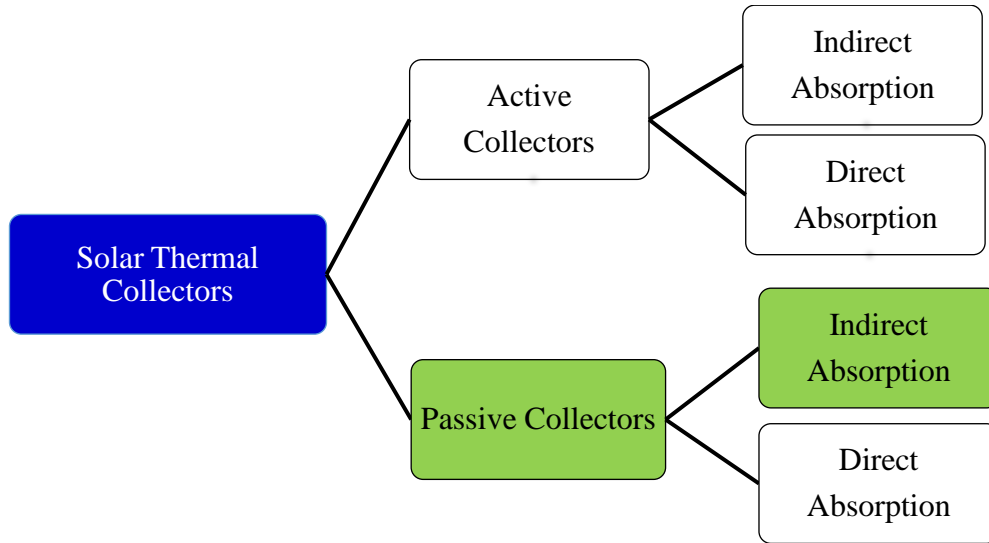 Indirect
Absorption
Active
Collectors
Direct
Absorption
Solar Thermal
Collectors
Indirect
Absorption
Passive Collectors
Direct
Absorption